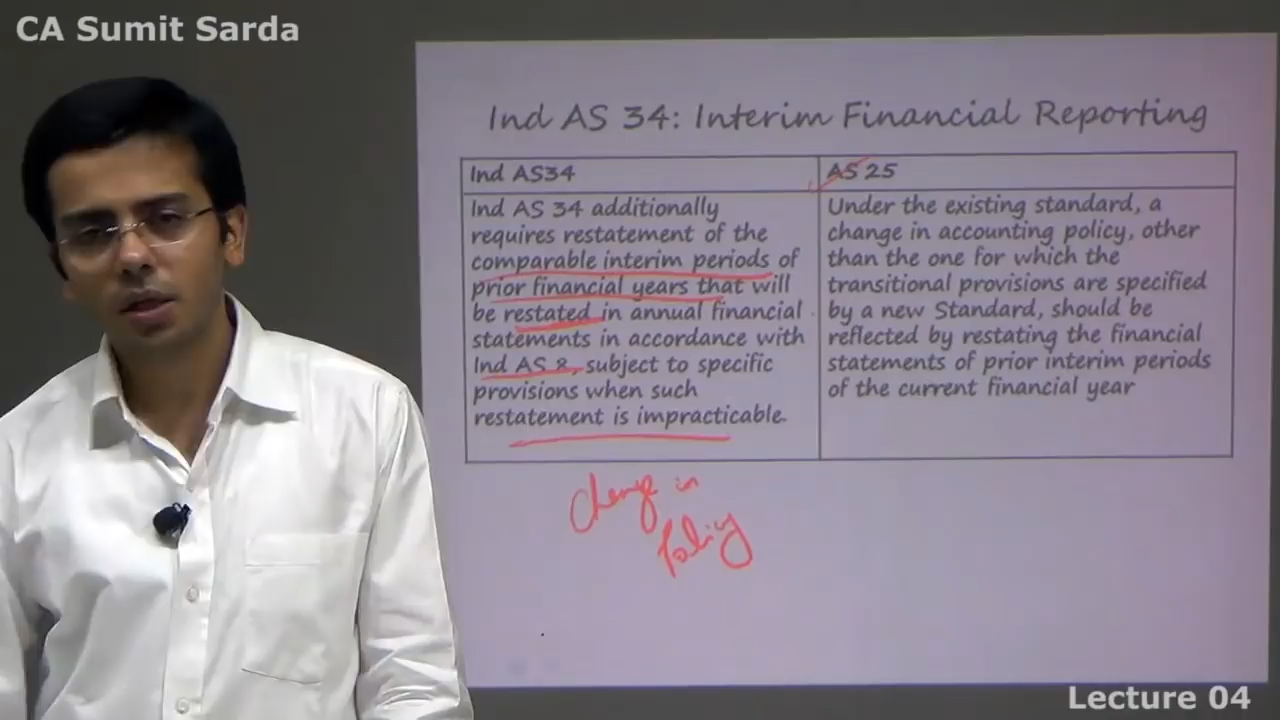 CA Sumit Sarda
Ind AS 34: Interim Financial Reporting
Ind AS34
AS 25
Ind AS 34 additionally
requires restatement of the
comparable interim periods of
prior financial years that will
be restated in annual financial
statements in accordance with
Ind AS 8, subject to specific
provisions when such
restatement is impracticable.
Under the existing standard, a
change in accounting policy, other
than the one for which the
transitional provisions are specified
by a new Standard, should be
reflected by restating the financial
statements of prior interim periods
of the current financial year
Change in
Policy
Lecture 04